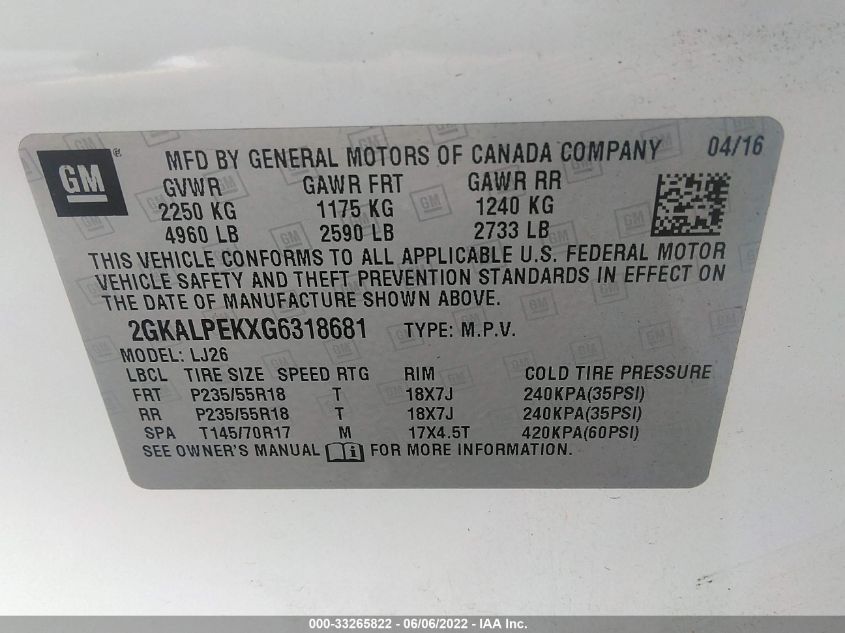 GM ®
MFD BY GENERAL MOTORS OF CANADA COMPANY 04/16
GVWR GAWR FRT GAWR RR
2250 KG 1175 KG 1240 KG
4960 LB 2590 LB 2733 LB
THIS VEHICLE CONFORMS TO ALL APPLICABLE U.S. FEDERAL MOTOR
VEHICLE SAFETY AND THEFT PREVENTION STANDARDS IN EFFECT ON
THE DATE OF MANUFACTURE SHOWN ABOVE.
2GKALPEKXG6318681 TYPE: M.P.V.
MODEL: LJ26
LBCL TIRE SIZE SPEED RTG RIM COLD TIRE PRESSURE
FRT P235/55R18 T 18X7J 240KPA(35PSI)
RR P235/55R18 T 18X7J 240KPA(35PSI)
SPA T145/70R17 M 17X4.5T 420KPA(60PSI)
SEE OWNER'S MANUAL FOR MORE INFORMATION.
000-33265822 - 06/06/2022 - IAA Inc.